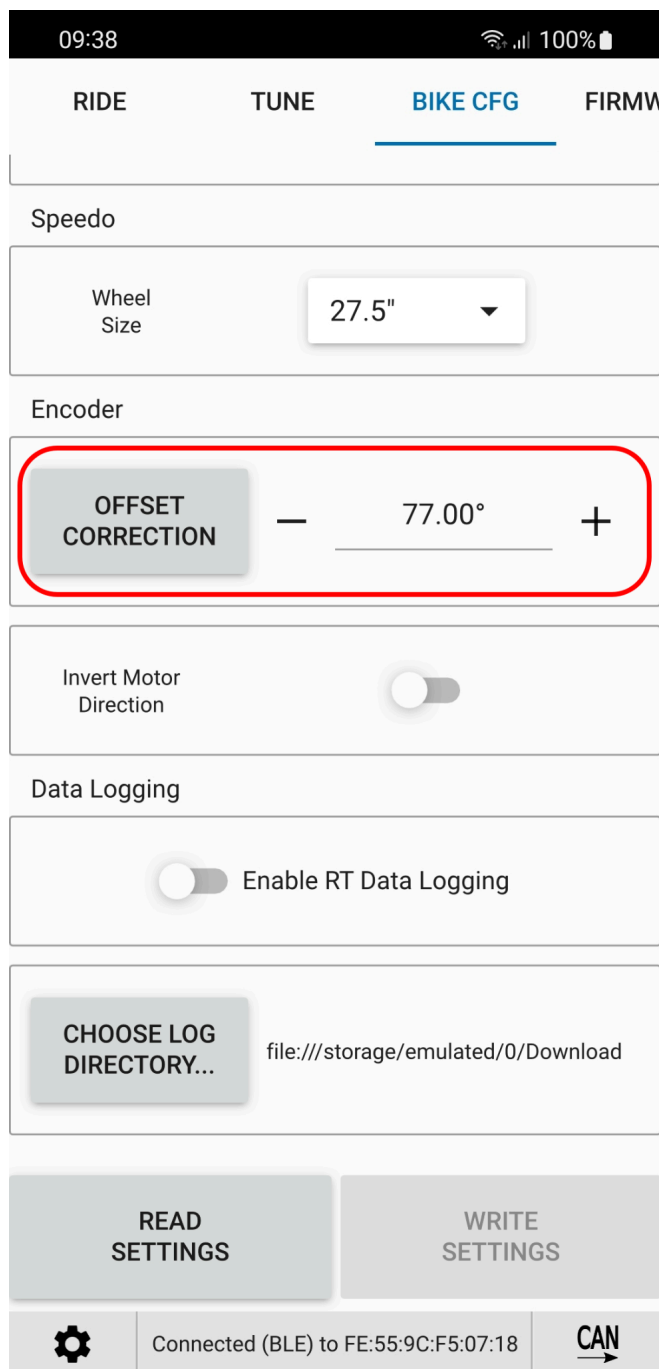 09:38 100%
RIDE TUNE BIKE CFG FIRMW
Speedo
Wheel
Size
27.5"
Encoder
OFFSET
CORRECTION
− 77.00° +
Invert Motor
Direction
Data Logging
Enable RT Data Logging
CHOOSE LOG
DIRECTORY...
file:///storage/emulated/0/Download
READ
SETTINGS
WRITE
SETTINGS
Connected (BLE) to FE:55:9C:F5:07:18
CAN